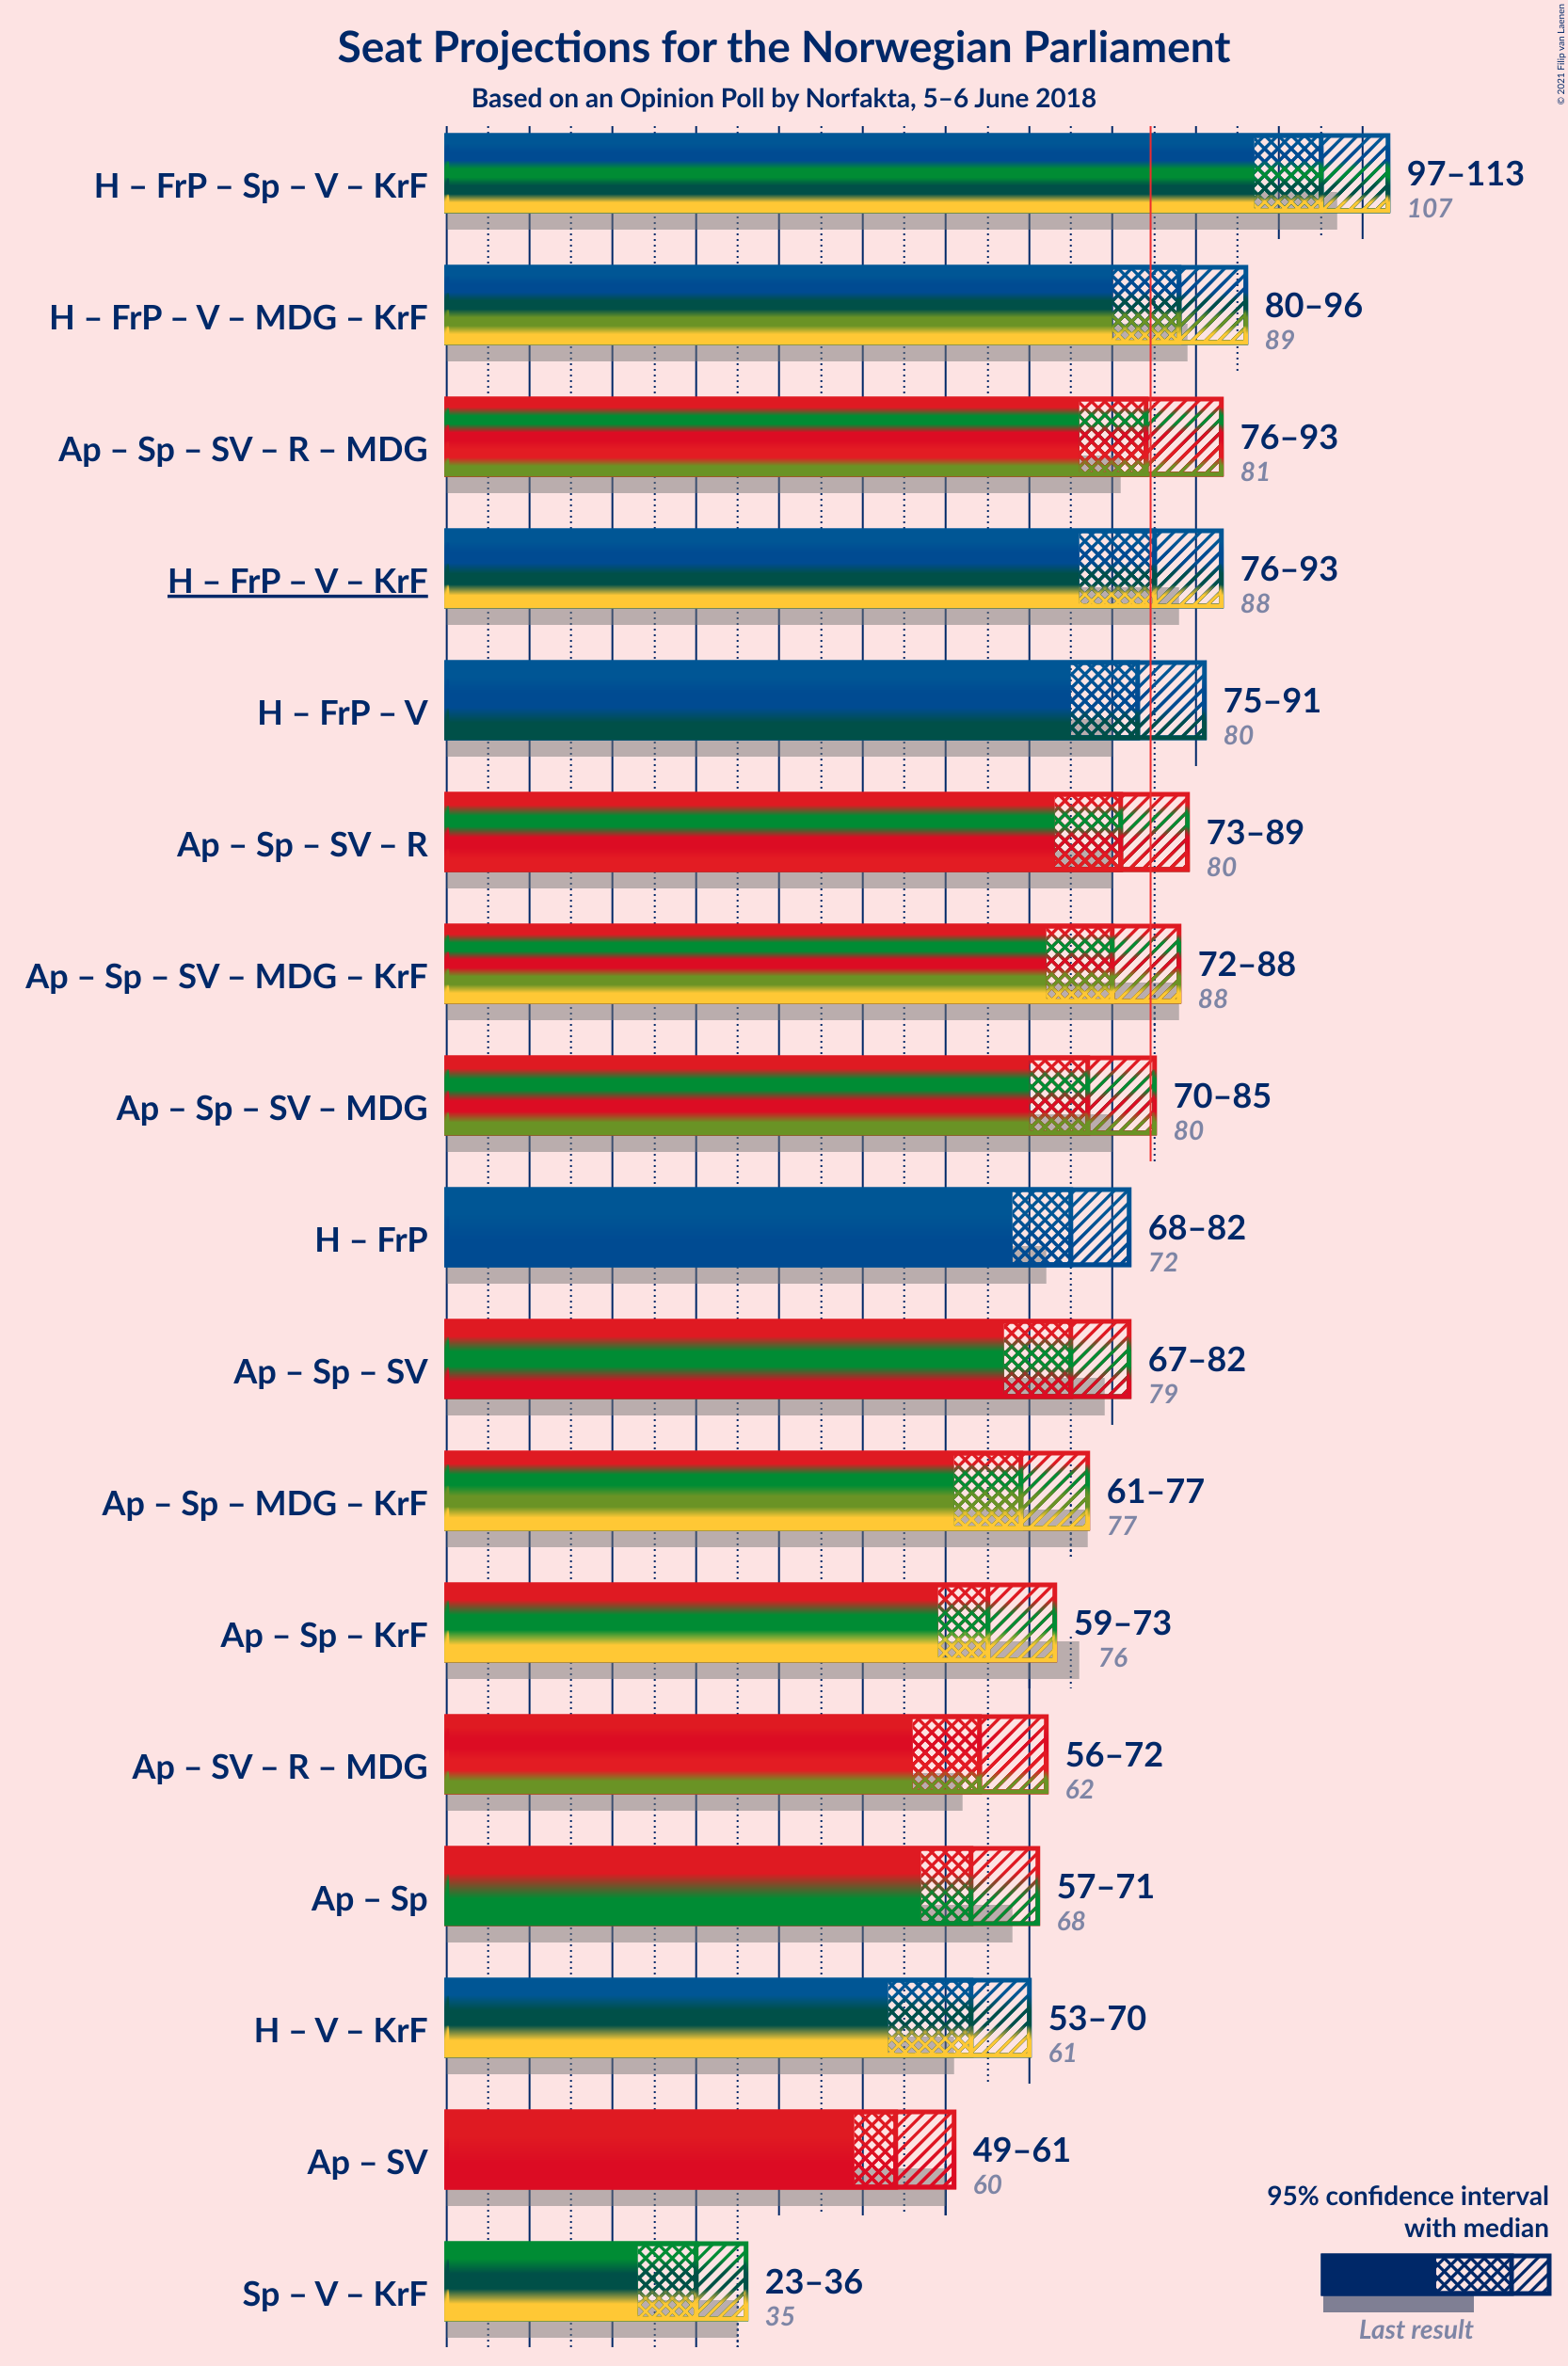 Seat Projections for the Norwegian Parliament
Based on an Opinion Poll by Norfakta, 5–6 June 2018
© 2021 Filip van Laenen
H – FrP – Sp – V – KrF
97–113
107
H – FrP – V – MDG – KrF
80–96
89
Ap – Sp – SV – R – MDG
76–93
81
H – FrP – V – KrF
76–93
88
H – FrP – V
75–91
80
Ap – Sp – SV – R
73–89
80
Ap – Sp – SV – MDG – KrF
72–88
88
Ap – Sp – SV – MDG
70–85
80
H – FrP
68–82
72
Ap – Sp – SV
67–82
79
Ap – Sp – MDG – KrF
61–77
77
Ap – Sp – KrF
59–73
76
Ap – SV – R – MDG
56–72
62
Ap – Sp
57–71
68
H – V – KrF
53–70
61
Ap – SV
49–61
60
Sp – V – KrF
23–36
35
95% confidence interval
with median
Last result